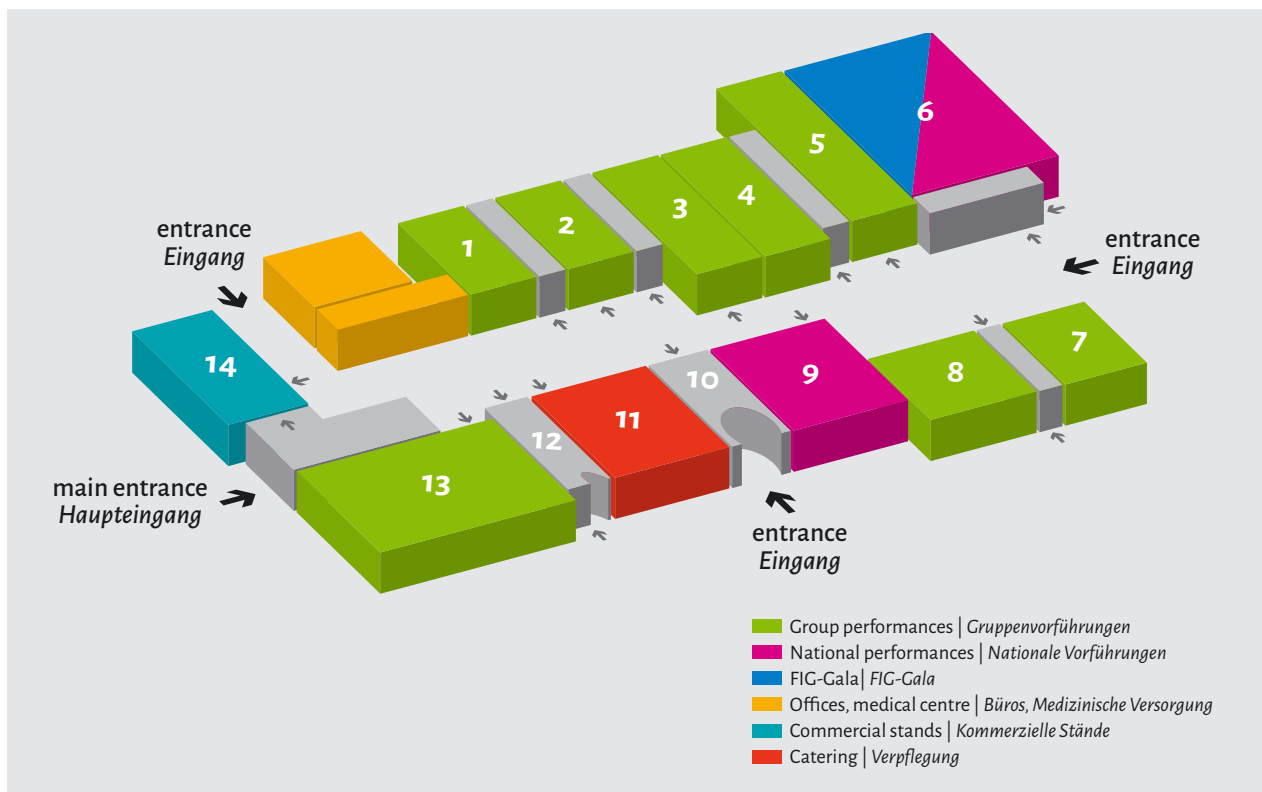 6
5
4
3
2
1
entrance
Eingang
entrance
Eingang
7
8
9
10
11
12
14
13
main entrance
Haupteingang
entrance
Eingang
Group performances | Gruppenvorführungen
National performances | Nationale Vorführungen
FIG-Gala| FIG-Gala
Offices, medical centre | Büros, Medizinische Versorgung
Commercial stands | Kommerzielle Stände
Catering | Verpflegung